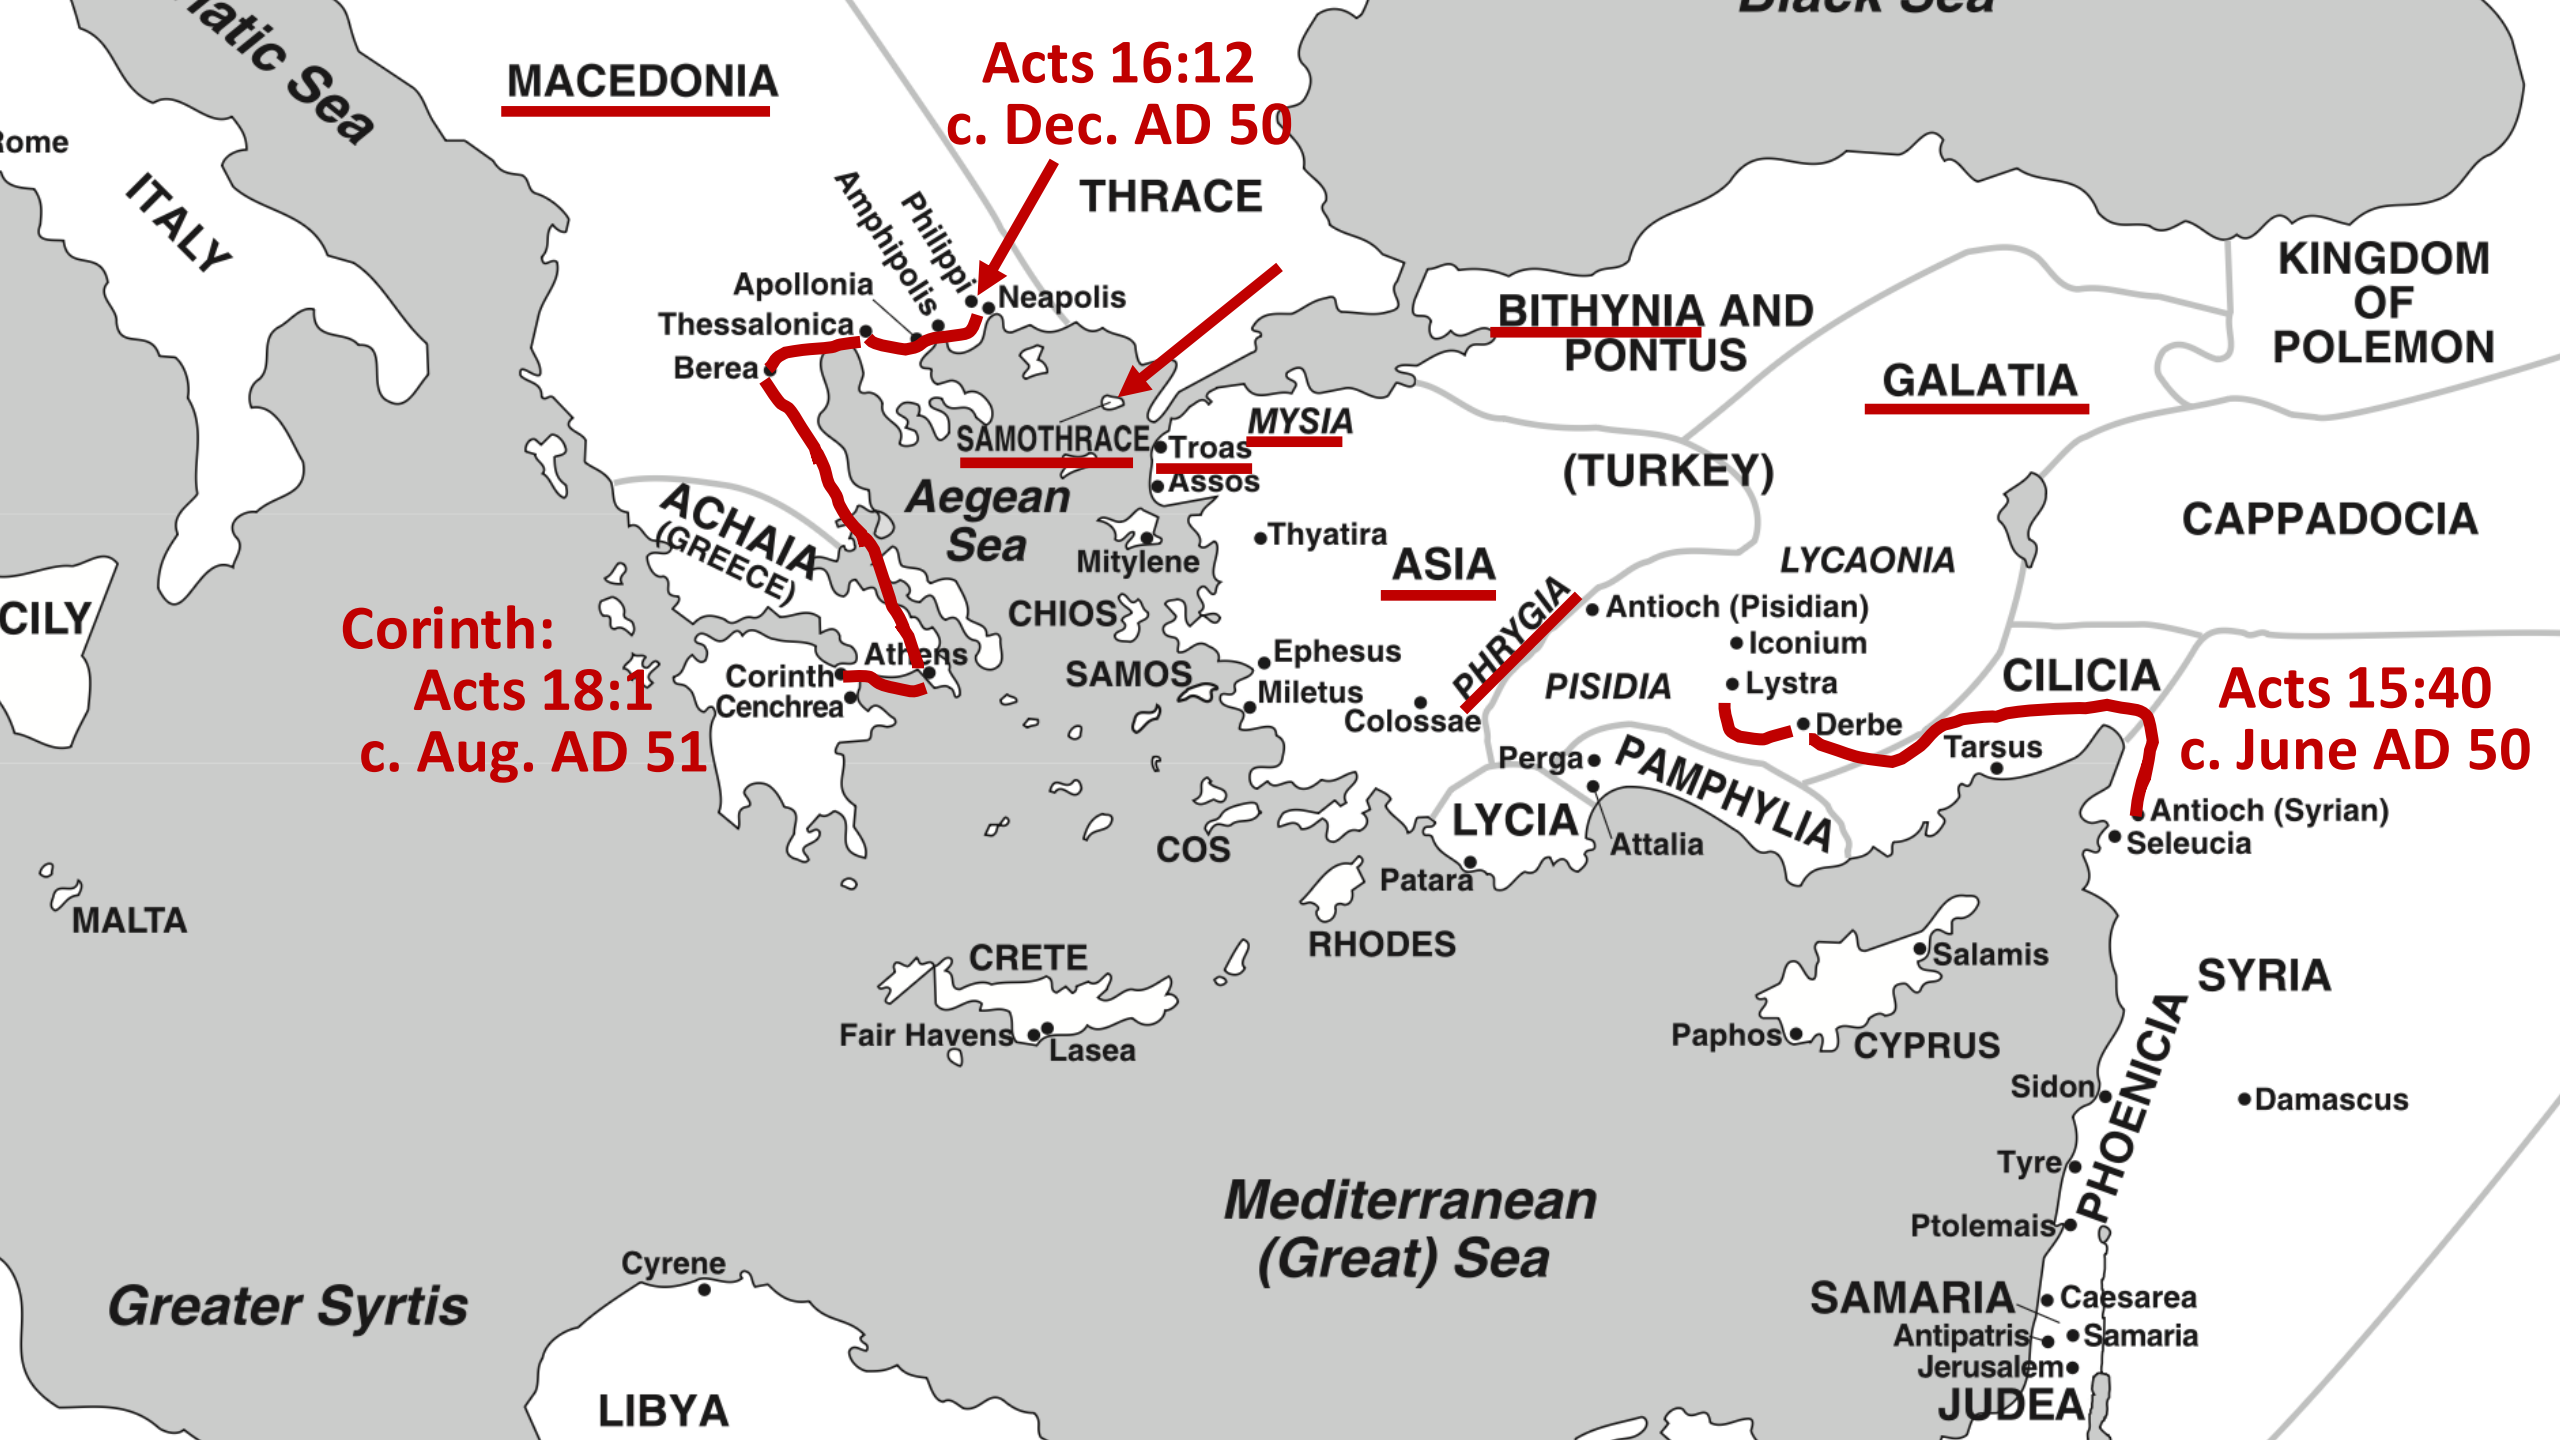 Black Sea
Sea
MACEDONIA
Acts 16:12
c. Dec. AD 50
Rome
ITALY
THRACE
Amphipolis
Philippi
Apollonia
Neapolis
Thessalonica
Berea
BITHYNIA AND
PONTUS
KINGDOM
OF
POLEMON
GALATIA
MYSIA
SAMOTHRACE
Troas
Assos
(TURKEY)
Aegean
Sea
ACHAIA
(GREECE)
CAPPADOCIA
Thyatira
Mitylene
ASIA
LYCAONIA
PHRYGIA
Antioch (Pisidian)
CILY
CHIOS
Corinth:
Acts 18:1
c. Aug. AD 51
Iconium
Athens
Ephesus
Corinth
SAMOS
PISIDIA
Lystra
CILICIA
Acts 15:40
c. June AD 50
Cenchrea
Miletus
Colossae
Derbe
Tarsus
Perga
PAMPHYLIA
LYCIA
Antioch (Syrian)
Seleucia
COS
Attalia
Patara
MALTA
RHODES
CRETE
Salamis
SYRIA
Fair Havens
Lasea
Paphos
CYPRUS
PHOENICIA
Sidon
Damascus
Tyre
Mediterranean
(Great) Sea
Ptolemais
Cyrene
Greater Syrtis
SAMARIA
Caesarea
Antipatris
Samaria
Jerusalem
JUDEA
LIBYA